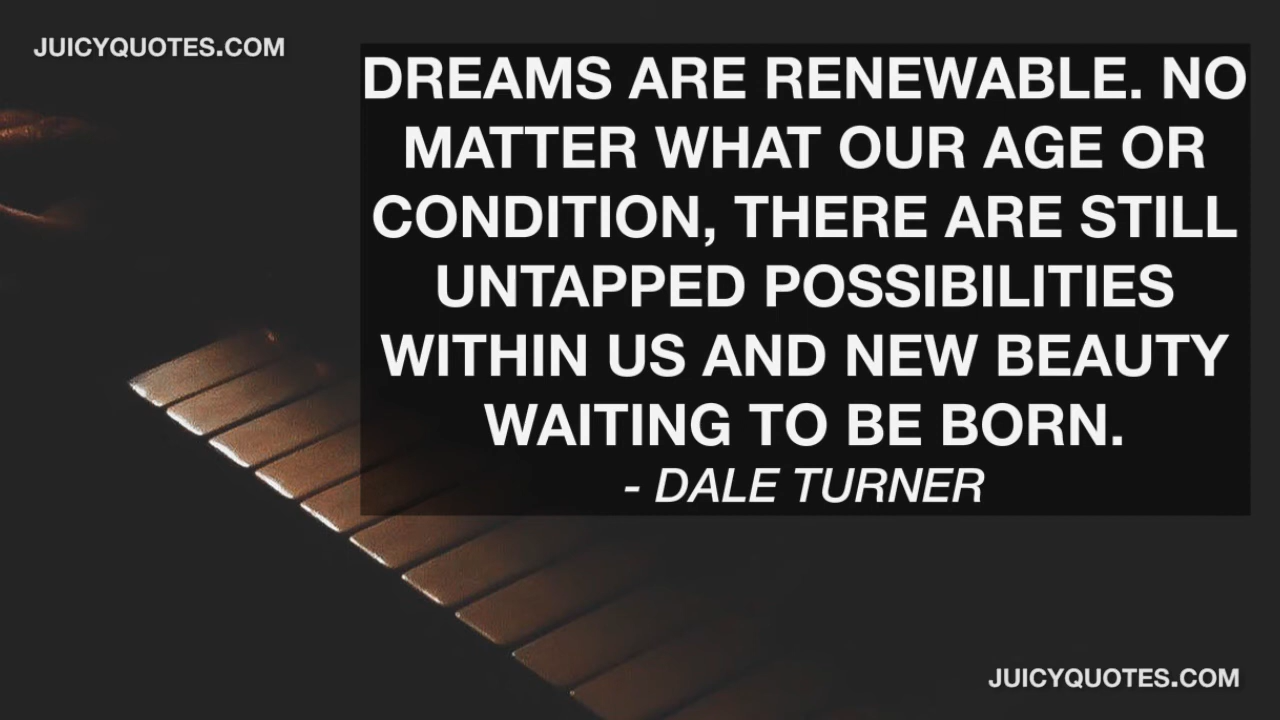 JUICYQUOTES.COM
DREAMS ARE RENEWABLE. NO
MATTER WHAT OUR AGE OR
CONDITION, THERE ARE STILL
UNTAPPED POSSIBILITIES
WITHIN US AND NEW BEAUTY
WAITING TO BE BORN.
- DALE TURNER
JUICYQUOTES.COM